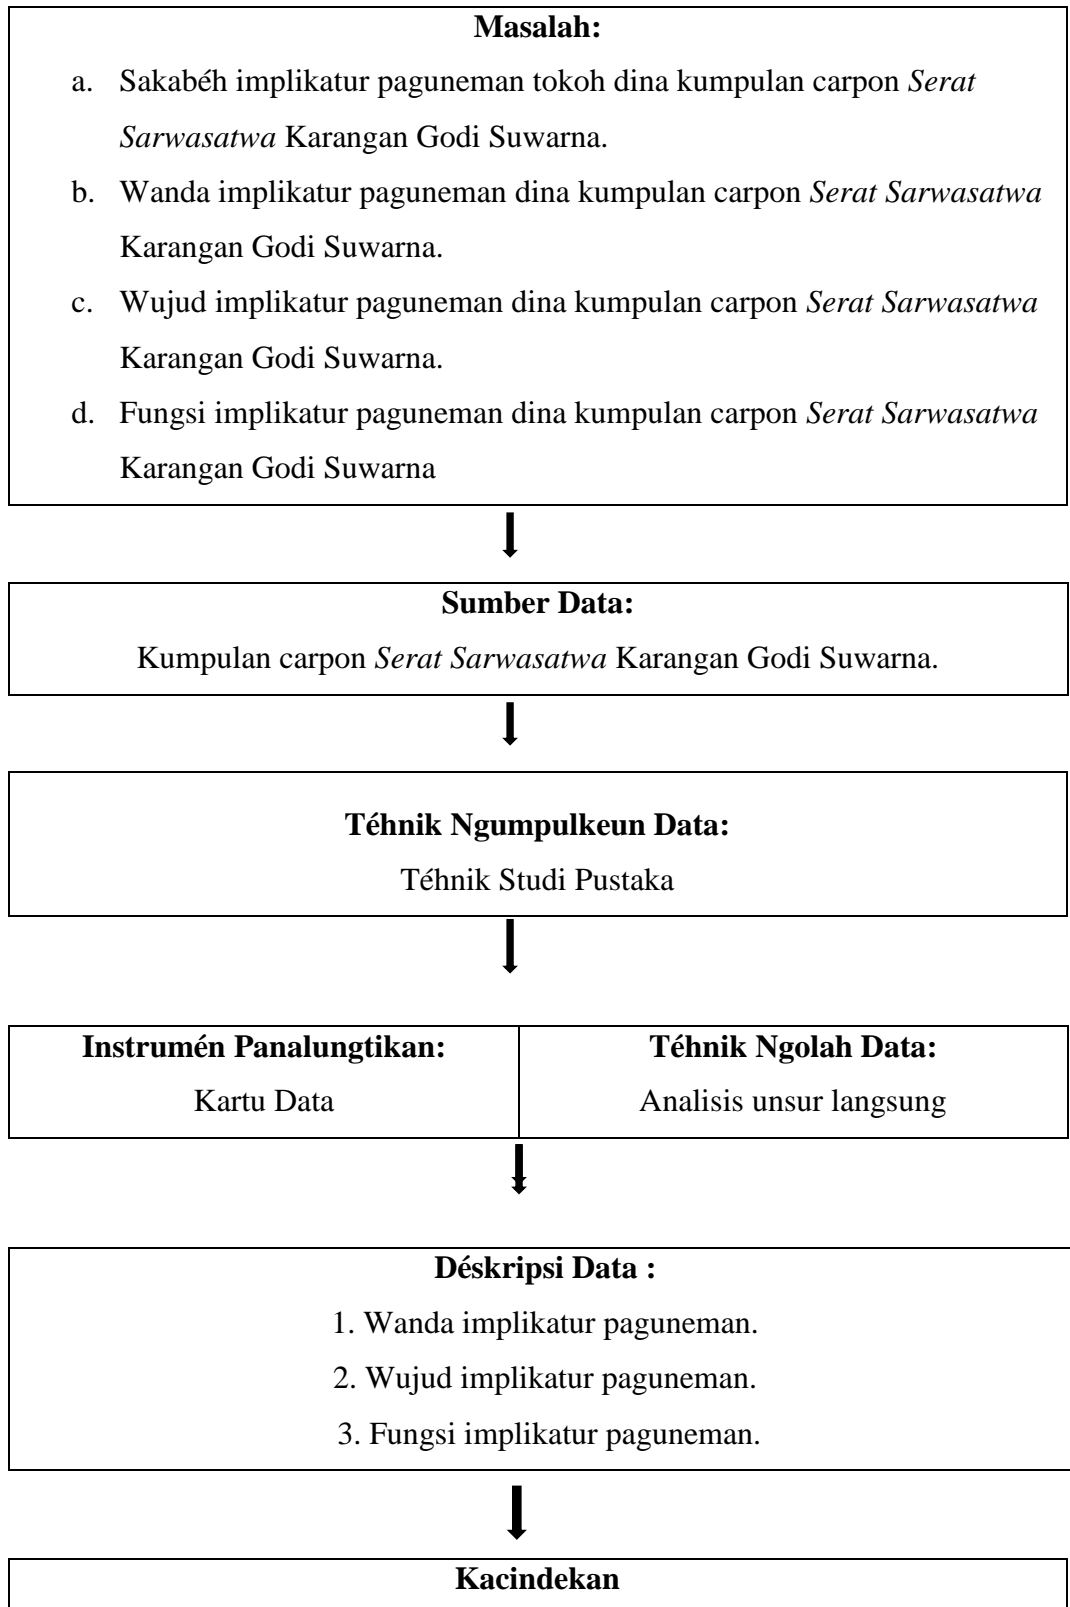 Masalah:
a. Sakabéh implikatur paguneman tokoh dina kumpulan carpon Serat
Sarwasatwa Karangan Godi Suwarna.
b. Wanda implikatur paguneman dina kumpulan carpon Serat Sarwasatwa
Karangan Godi Suwarna.
c. Wujud implikatur paguneman dina kumpulan carpon Serat Sarwasatwa
Karangan Godi Suwarna.
d. Fungsi implikatur paguneman dina kumpulan carpon Serat Sarwasatwa
Karangan Godi Suwarna
Sumber Data:
Kumpulan carpon Serat Sarwasatwa Karangan Godi Suwarna.
Téhnik Ngumpulkeun Data:
Téhnik Studi Pustaka
Instrumén Panalungtikan:
Kartu Data
Téhnik Ngolah Data:
Analisis unsur langsung
Déskripsi Data :
1. Wanda implikatur paguneman.
2. Wujud implikatur paguneman.
3. Fungsi implikatur paguneman.
Kacindekan